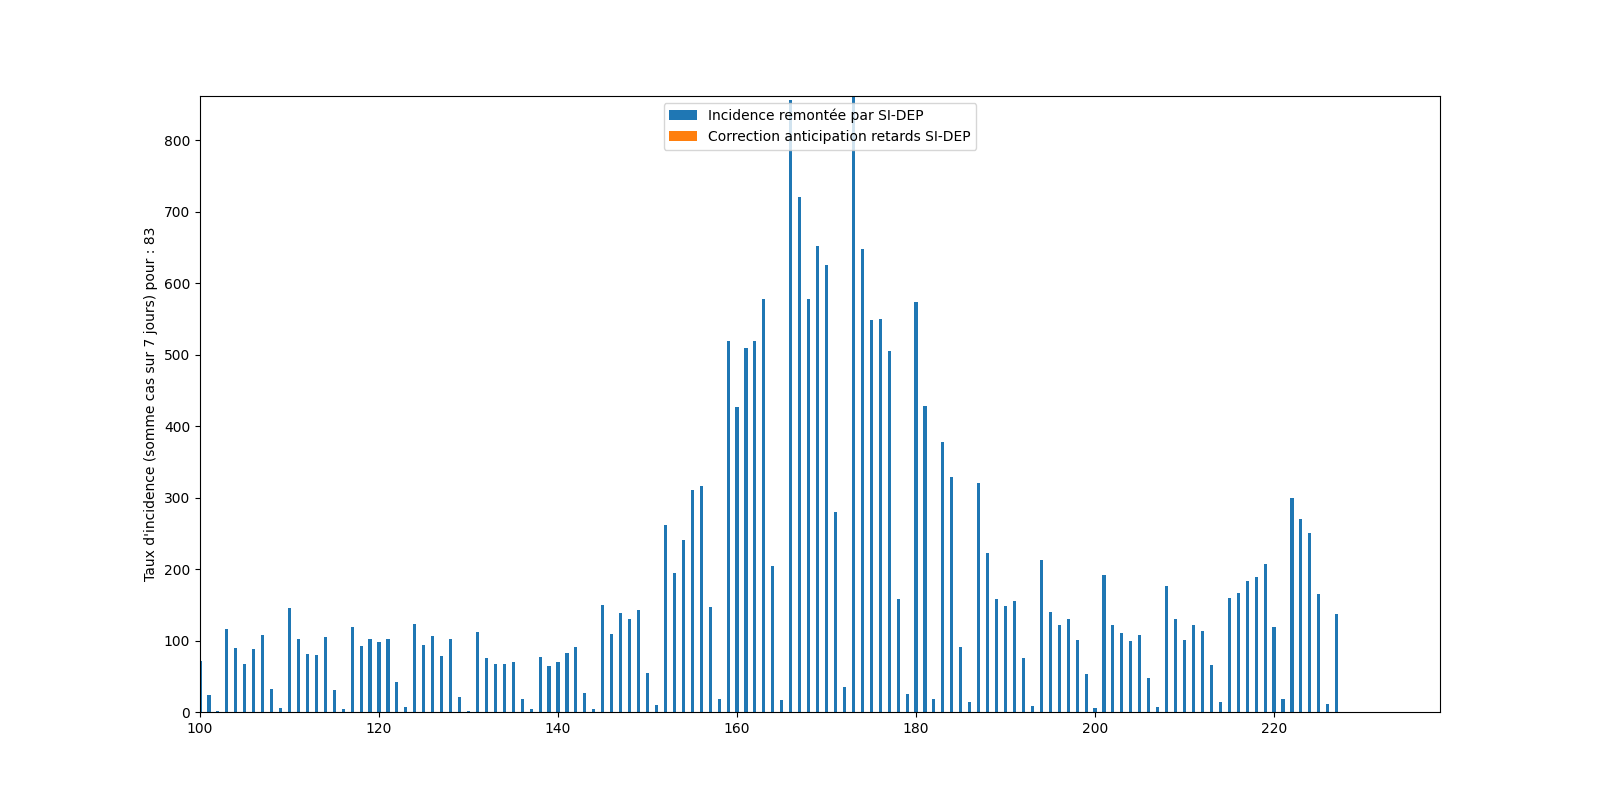 Incidence remontée par SI-DEP
Correction anticipation retards SI-DEP
Taux d'incidence (somme cas sur 7 jours) pour : 83
800
700
600
500
400
300
200
100
0
100 120 140 160 180 200 220